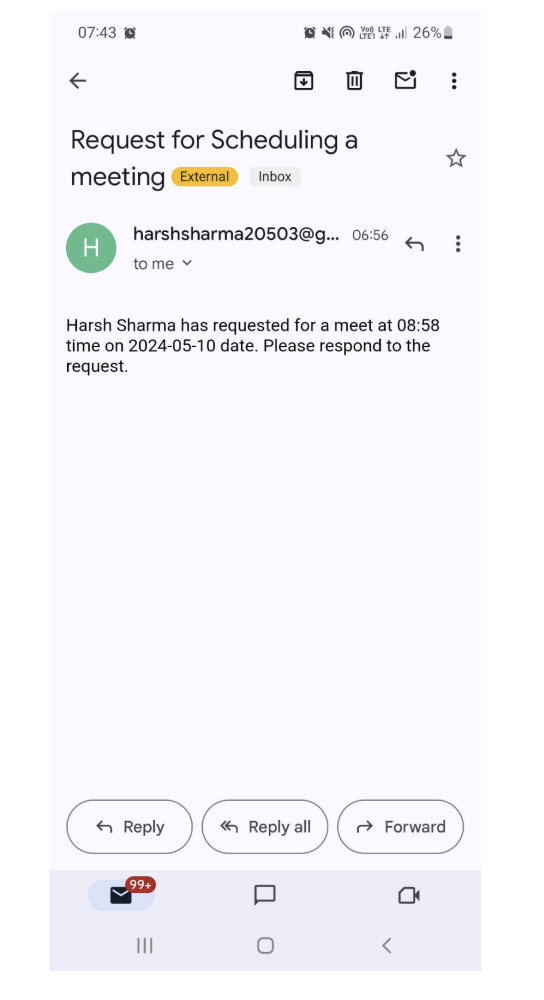 07:43 Voo) LTE LTE1 26%
Request for Scheduling a
meeting External Inbox
H harshsharma20503@g... 06:56
to me
Harsh Sharma has requested for a meet at 08:58
time on 2024-05-10 date. Please respond to the
request.
Reply Reply all Forward
99+